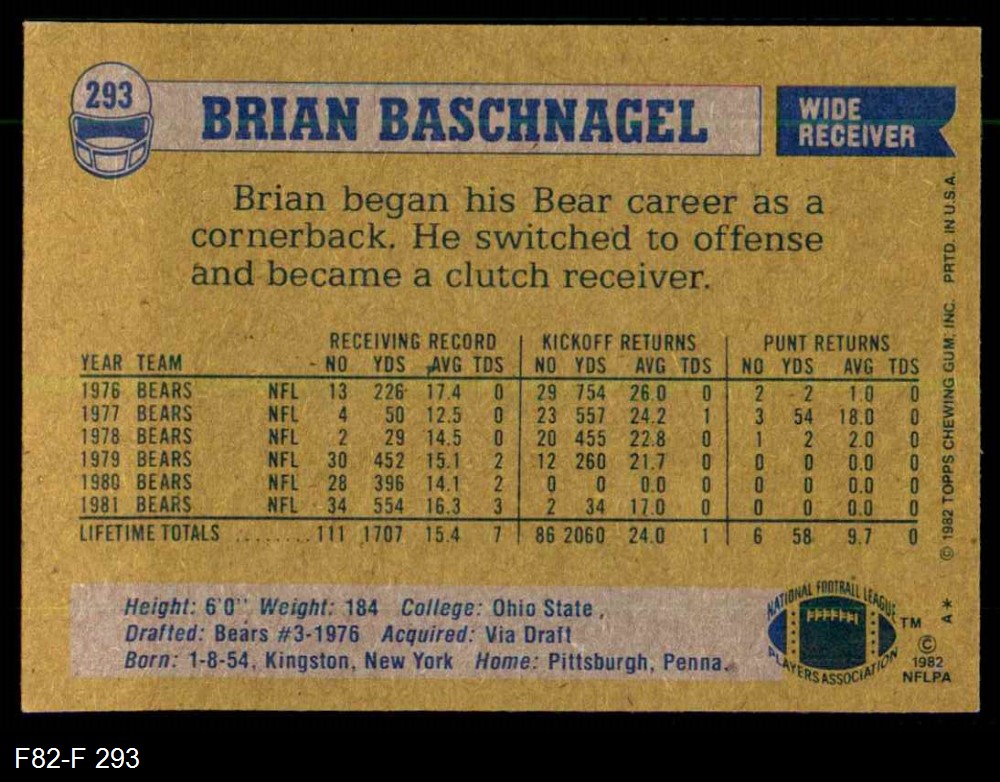 293
BRIAN BASCHNAGEL
WIDE
RECEIVER
Brian began his Bear career as a
cornerback. He switched to offense
and became a clutch receiver.
RECEIVING RECORD KICKOFF RETURNS PUNT RETURNS
YEAR TEAM NO YDS AVG TDS NO YDS AVG TDS NO YDS AVG TDS
1976 BEARS NFL 13 226 17.4 0 29 754 26.0 0 2 2 1.0 0
1977 BEARS NFL 4 50 12.5 0 23 557 24.2 1 3 54 18.0 0
1978 BEARS NFL 2 29 14.5 0 20 455 22.8 0 1 2 2.0 0
1979 BEARS NFL 30 452 15.1 2 12 260 21.7 0 0 0 0.0 0
1980 BEARS NFL 28 396 14.1 2 0 0 0.0 0 0 0 0.0 0
1981 BEARS NFL 34 554 16.3 3 2 34 17.0 0 0 0 0.0 0
LIFETIME TOTALS ........ 111 1707 15.4 7 86 2060 24.0 1 6 58 9.7 0
Height: 6'0" Weight: 184 College: Ohio State
Drafted: Bears #3-1976 Acquired: Via Draft
Born: 1-8-54, Kingston, New York Home: Pittsburgh, Penna.
NATIONAL FOOTBALL LEAGUE
PLAYERS ASSOCIATION
TM
©
1982
NFLPA
© 1982 TOPPS CHEWING GUM, INC. PRTD. IN U.S.A.
A*
F82-F 293